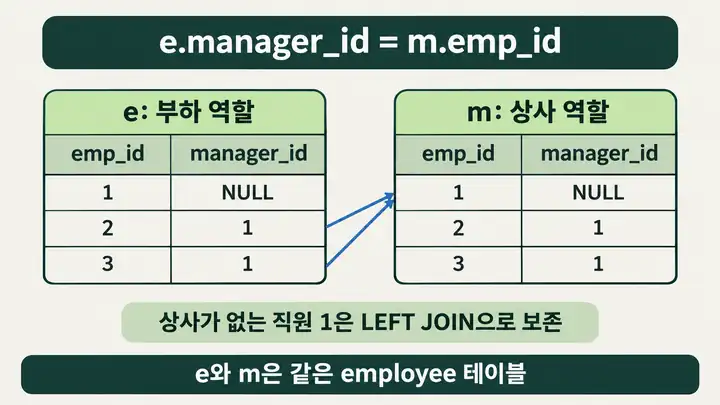 e.manager_id = m.emp_id
e: 부하 역할
emp_id manager_id
1 NULL
2 1
3 1
m: 상사 역할
emp_id manager_id
1 NULL
2 1
3 1
상사가 없는 직원 1은 LEFT JOIN으로 보존
e와 m은 같은 employee 테이블